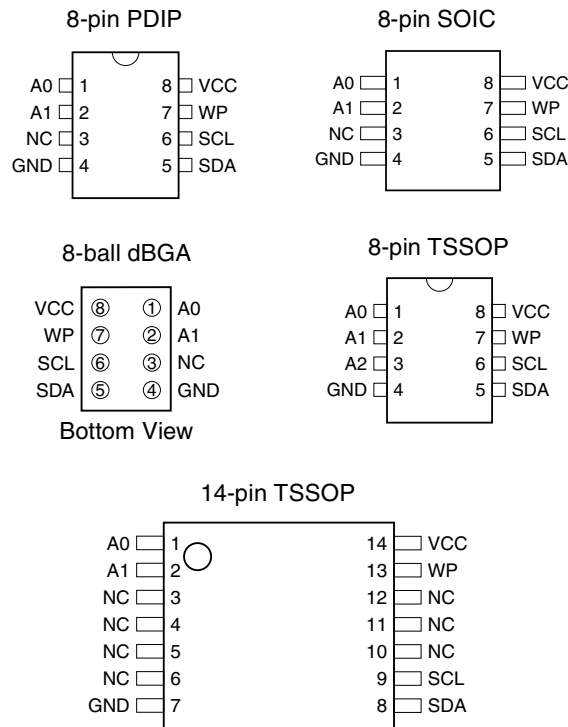 8-pin PDIP
A0 1 8 VCC
A1 2 7 WP
NC 3 6 SCL
GND 4 5 SDA
8-pin SOIC
A0 1 8 VCC
A1 2 7 WP
NC 3 6 SCL
GND 4 5 SDA
8-ball dBGA
VCC 8 1 A0
WP 7 2 A1
SCL 6 3 NC
SDA 5 4 GND
Bottom View
8-pin TSSOP
A0 1 8 VCC
A1 2 7 WP
A2 3 6 SCL
GND 4 5 SDA
14-pin TSSOP
A0 1 14 VCC
A1 2 13 WP
NC 3 12 NC
NC 4 11 NC
NC 5 10 NC
NC 6 9 SCL
GND 7 8 SDA